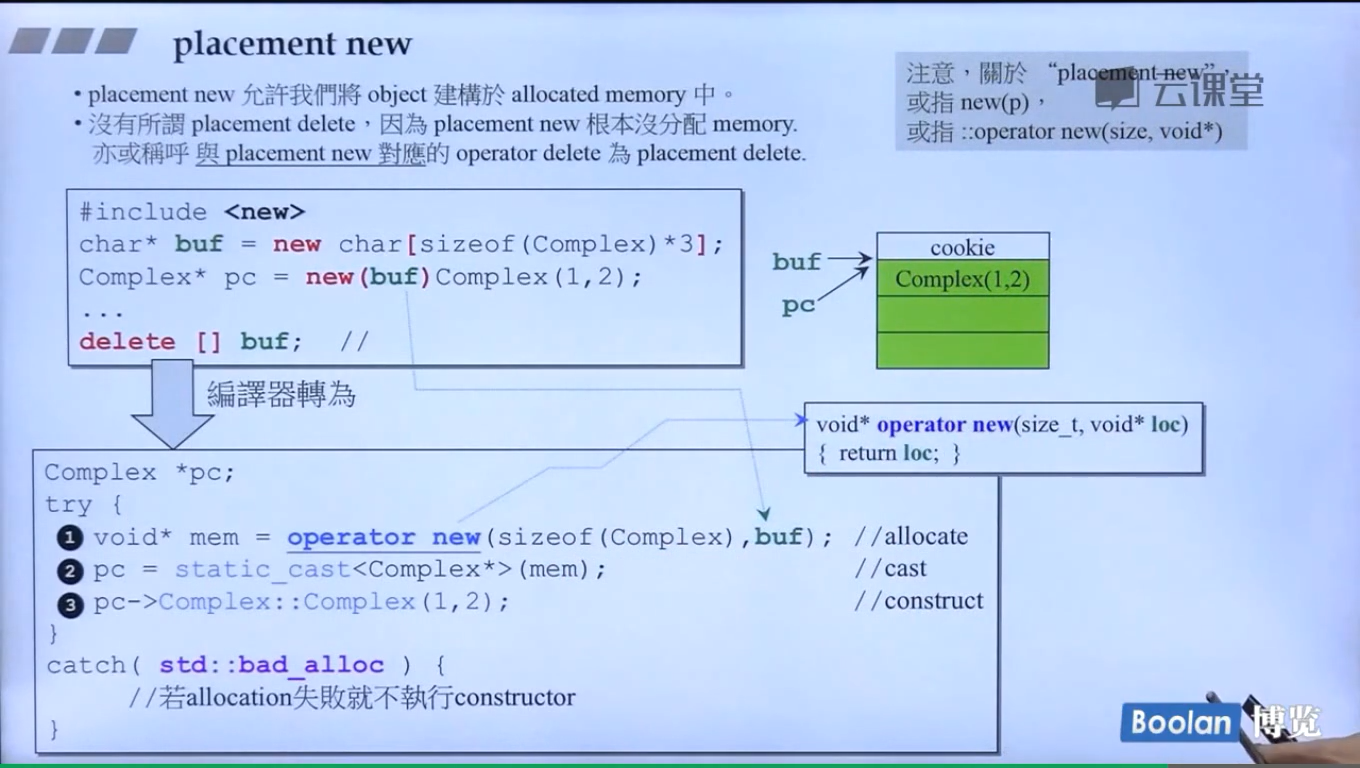 placement new
• placement new 允許我們將 object 建構於 allocated memory 中。
• 沒有所謂 placement delete，因為 placement new 根本沒分配 memory.
亦或稱呼 與 placement new 對應的 operator delete 為 placement delete.
注意，關於 “placement new”，
或指 new(p)，
或指 ::operator new(size, void*)
云课堂
#include <new>
char* buf = new char[sizeof(Complex)*3];
Complex* pc = new(buf)Complex(1,2);
...
delete [] buf; //
buf
pc
cookie
Complex(1,2)
編譯器轉為
void* operator new(size_t, void* loc)
{ return loc; }
Complex *pc;
try {
1 void* mem = operator new(sizeof(Complex),buf); //allocate
2 pc = static_cast<Complex*>(mem); //cast
3 pc->Complex::Complex(1,2); //construct
}
catch( std::bad_alloc ) {
//若allocation失敗就不執行constructor
}
Boolan 博览